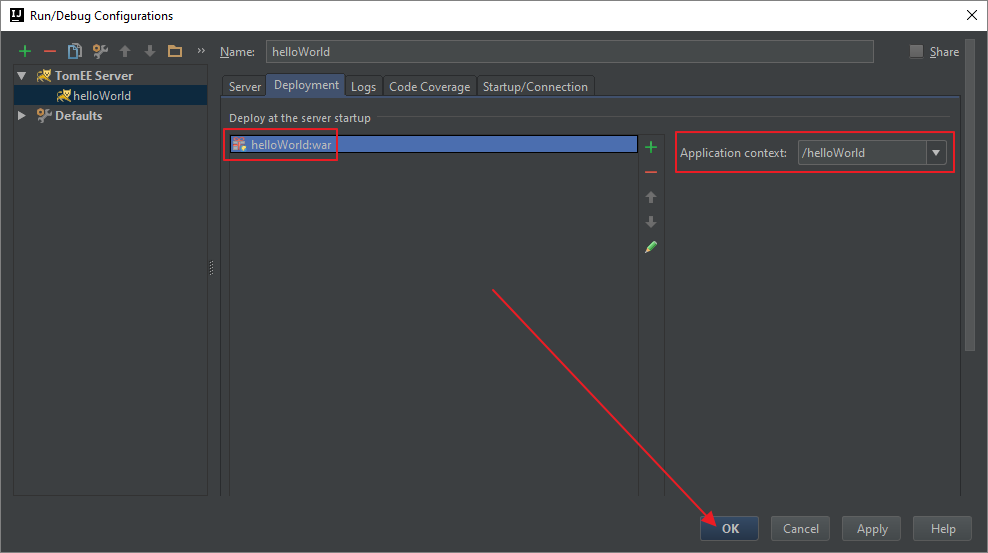 IJ Run/Debug Configurations
» Name: helloWorld Share
TomEE Server
helloWorld
Defaults
Server Deployment Logs Code Coverage Startup/Connection
Deploy at the server startup
helloWorld:war
Application context: /helloWorld
OK Cancel Apply Help